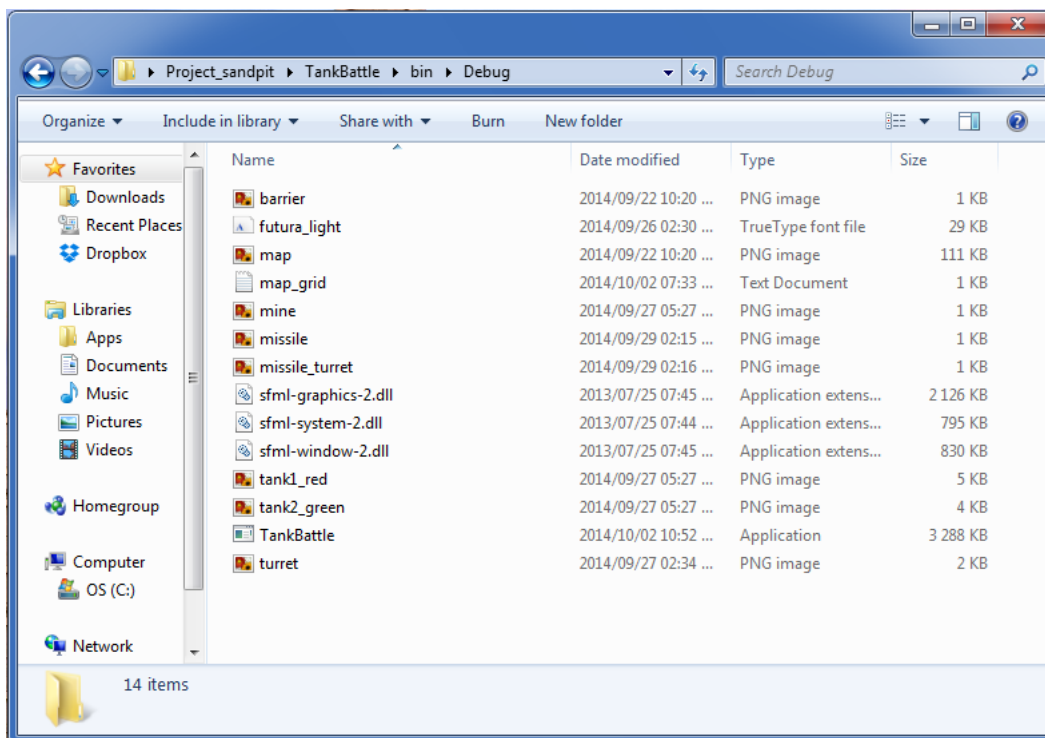 Project_sandpit TankBattle bin Debug Search Debug
Organize Include in library Share with Burn New folder
Favorites
Downloads
Recent Places
Dropbox
Libraries
Apps
Documents
Music
Pictures
Videos
Homegroup
Computer
OS (C:)
Network
Name Date modified Type Size
barrier 2014/09/22 10:20 ... PNG image 1 KB
futura_light 2014/09/26 02:30 ... TrueType font file 29 KB
map 2014/09/22 10:20 ... PNG image 111 KB
map_grid 2014/10/02 07:33 ... Text Document 1 KB
mine 2014/09/27 05:27 ... PNG image 1 KB
missile 2014/09/29 02:15 ... PNG image 1 KB
missile_turret 2014/09/29 02:16 ... PNG image 1 KB
sfml-graphics-2.dll 2013/07/25 07:45 ... Application extens... 2 126 KB
sfml-system-2.dll 2013/07/25 07:44 ... Application extens... 795 KB
sfml-window-2.dll 2013/07/25 07:45 ... Application extens... 830 KB
tank1_red 2014/09/27 05:27 ... PNG image 5 KB
tank2_green 2014/09/27 05:27 ... PNG image 4 KB
TankBattle 2014/10/02 10:52 ... Application 3 288 KB
turret 2014/09/27 02:34 ... PNG image 2 KB
14 items